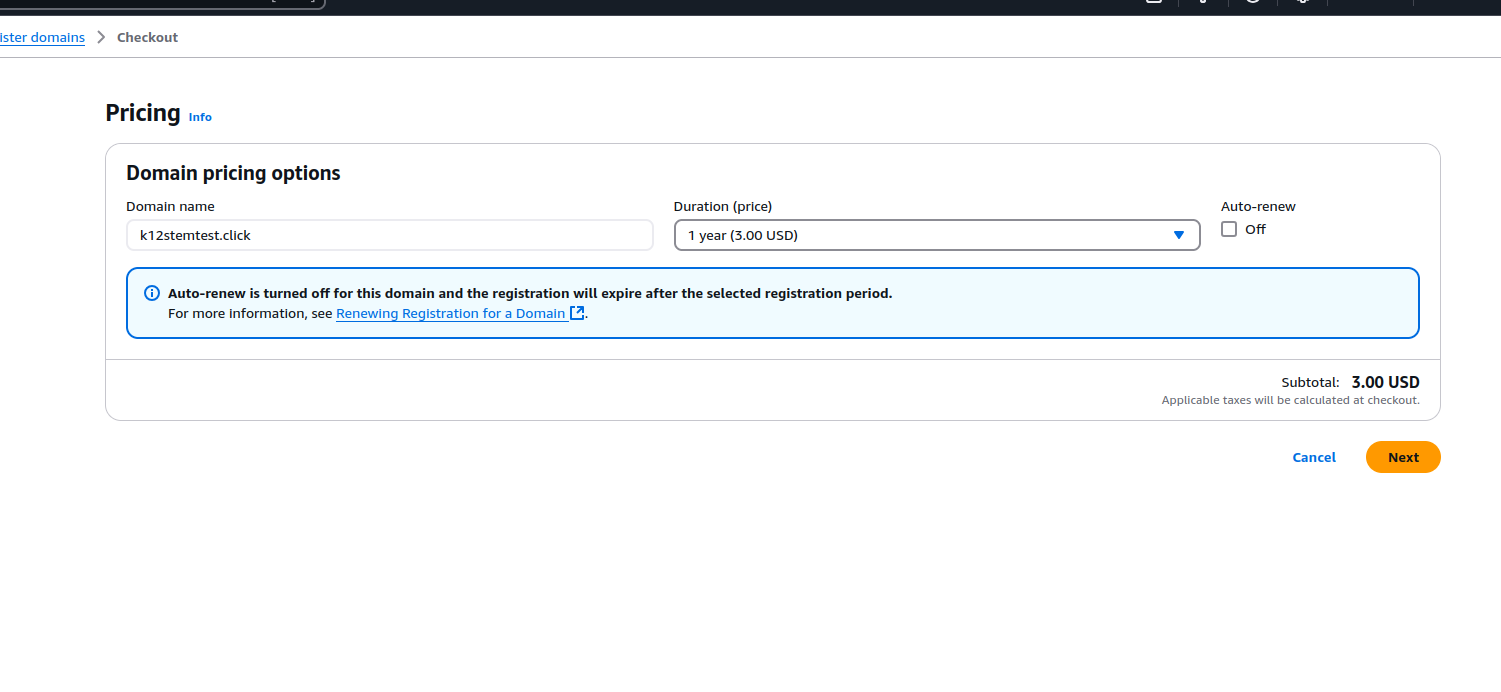 ister domains > Checkout
Pricing Info
Domain pricing options
Domain name
k12stemtest.click
Duration (price)
1 year (3.00 USD)
Auto-renew
Off
Auto-renew is turned off for this domain and the registration will expire after the selected registration period.
For more information, see Renewing Registration for a Domain.
Subtotal: 3.00 USD
Applicable taxes will be calculated at checkout.
Cancel
Next